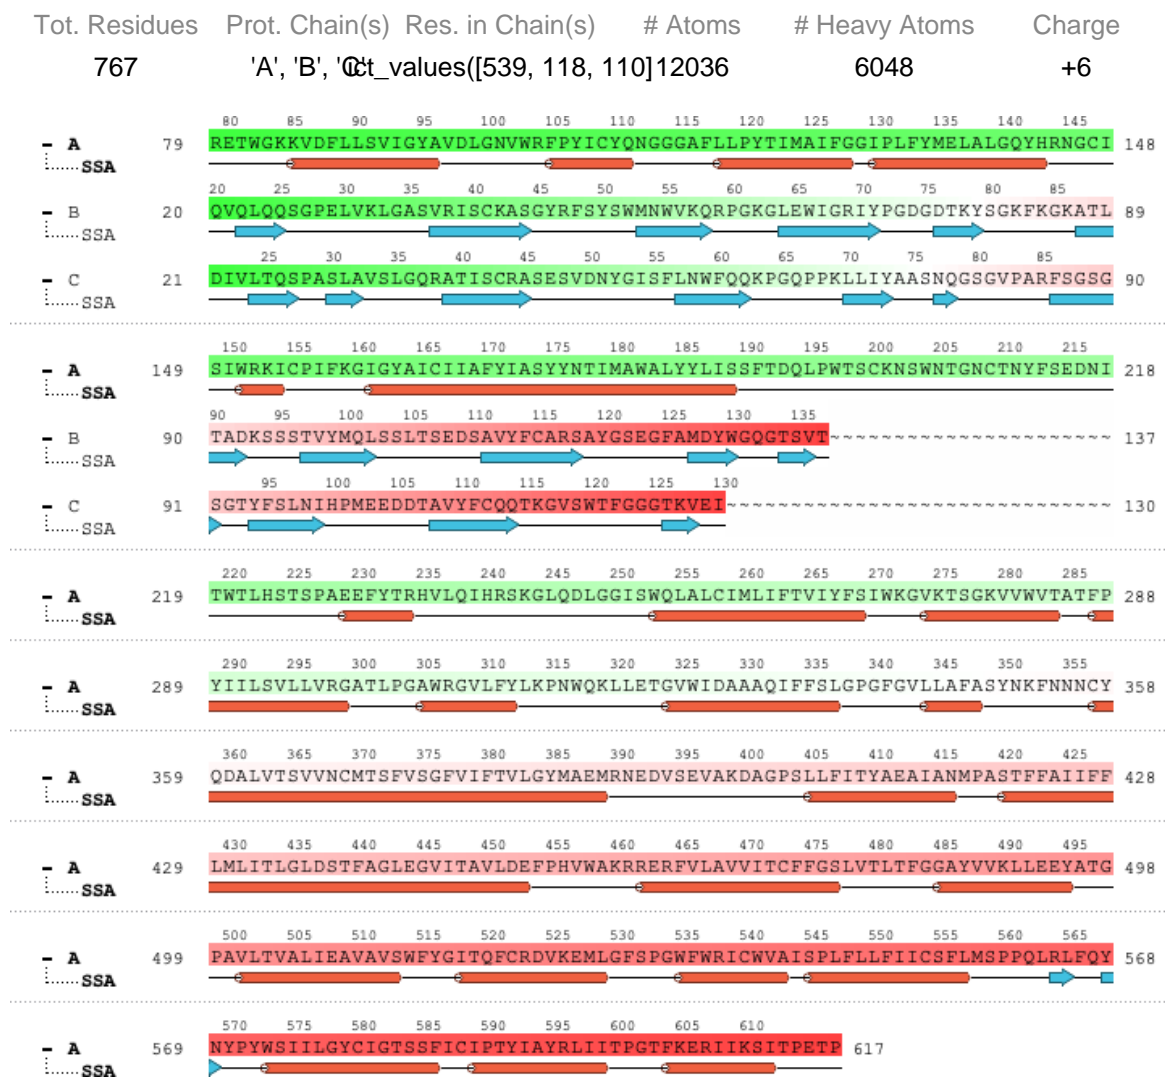 Tot. Residues Prot. Chain(s) Res. in Chain(s) # Atoms # Heavy Atoms Charge
767 'A', 'B', 'C' ct_values([539, 118, 110] 12036 6048 +6
80 85 90 95 100 105 110 115 120 125 130 135 140 145
- A 79 RETWGKKVDFLLSVIGYAVDLGNVWRFPYICYQNGGGAFLLPYTIMAIFGGIPLFYMELALGQYHRNGCI 148
SSA
20 25 30 35 40 45 50 55 60 65 70 75 80 85
- B 20 QVQLQQSGPELVKLGASVRISCKASGYRFSYSWMNWVKQRPGKGLEWIGRIYPGDGDTKYSGKFKGKATL 89
SSA
25 30 35 40 45 50 55 60 65 70 75 80 85
- C 21 DIVLTQSPASLAVSLGQRATISCRASESVDNYGISFLNWFQQKPGQPPKLLIYAASNQGSGVPARFSGSG 90
SSA
150 155 160 165 170 175 180 185 190 195 200 205 210 215
- A 149 SIWRKICPIFKGIGYAICIIAFYIASYYNTIMAWALYYLISSFTDQLPWTSCKNSWNTGNCTNYFSEDNI 218
SSA
90 95 100 105 110 115 120 125 130 135
- B 90 TADKSSSTVYMQLSSLTSEDSAVYFCARSAYGSEGFAMDYWGQGTSVT~~~~~~~~~~~~~~~~~~~~~~ 137
SSA
95 100 105 110 115 120 125 130
- C 91 SGTYFSLNIHPMEEDDTAVYFCQQTKGVSWTFGGGTKVEI~~~~~~~~~~~~~~~~~~~~~~~~~~~~~~ 130
SSA
220 225 230 235 240 245 250 255 260 265 270 275 280 285
- A 219 TWTLHSTSPAEEFYTRHVLQIHRSKGLQDLGGISWQLALCIMLIFTVIYFSIWKGVKTSGKVVWVTATFP 288
SSA
290 295 300 305 310 315 320 325 330 335 340 345 350 355
- A 289 YIILSVLLVRGATLPGAWRGVLFYLKPNWQKLLETGVWIDAAAQIFFSLGPGFGVLLAFASYNKFNNNCY 358
SSA
360 365 370 375 380 385 390 395 400 405 410 415 420 425
- A 359 QDALVTSVVNCMTSFVSGFVIFTVLGYMAEMRNEDVSEVAKDAGPSLLFITYAEAIANMPASTFFAIIFF 428
SSA
430 435 440 445 450 455 460 465 470 475 480 485 490 495
- A 429 LMLITLGLDSTFAGLEGVITAVLDEFPHVWAKRRERFVLAVVITCFFGSLVTLTFGGAYVVKLLEEYATG 498
SSA
500 505 510 515 520 525 530 535 540 545 550 555 560 565
- A 499 PAVLTVALIEAVAVSWFYGITQFCRDVKEMLGFSPGWFWRICWVAISPLFLLFIICSFLMSPPQLRLFQY 568
SSA
570 575 580 585 590 595 600 605 610
- A 569 NYPYWSIILGYCIGTSSFICIPTYIAYRLIITPGTFKERIIKSITPETP 617
SSA